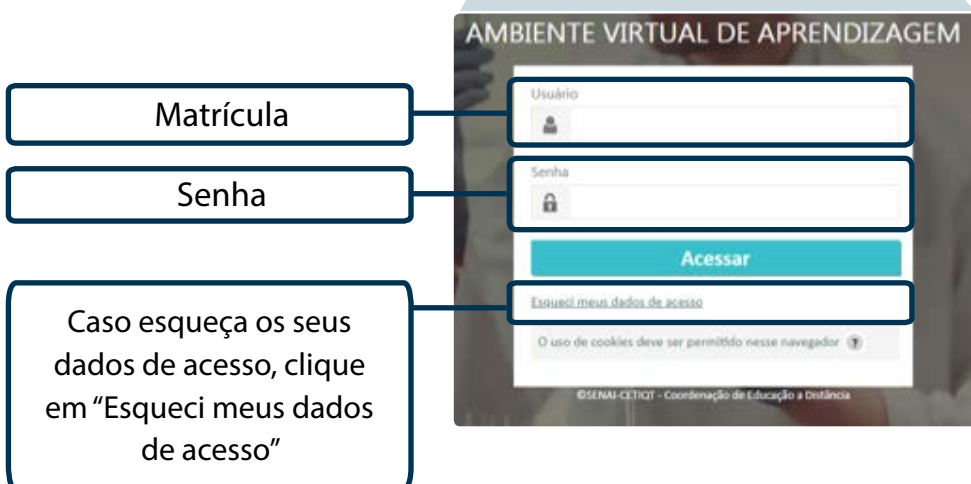 AMBIENTE VIRTUAL DE APRENDIZAGEM
Matrícula
Usuário
Senha
Senha
Acessar
Caso esqueça os seus
dados de acesso, clique
em “Esqueci meus dados
de acesso”
Esqueci meus dados de acesso
O uso de cookies deve ser permitido nesse navegador ?
©SENAI-CETIQT - Coordenação de Educação a Distância